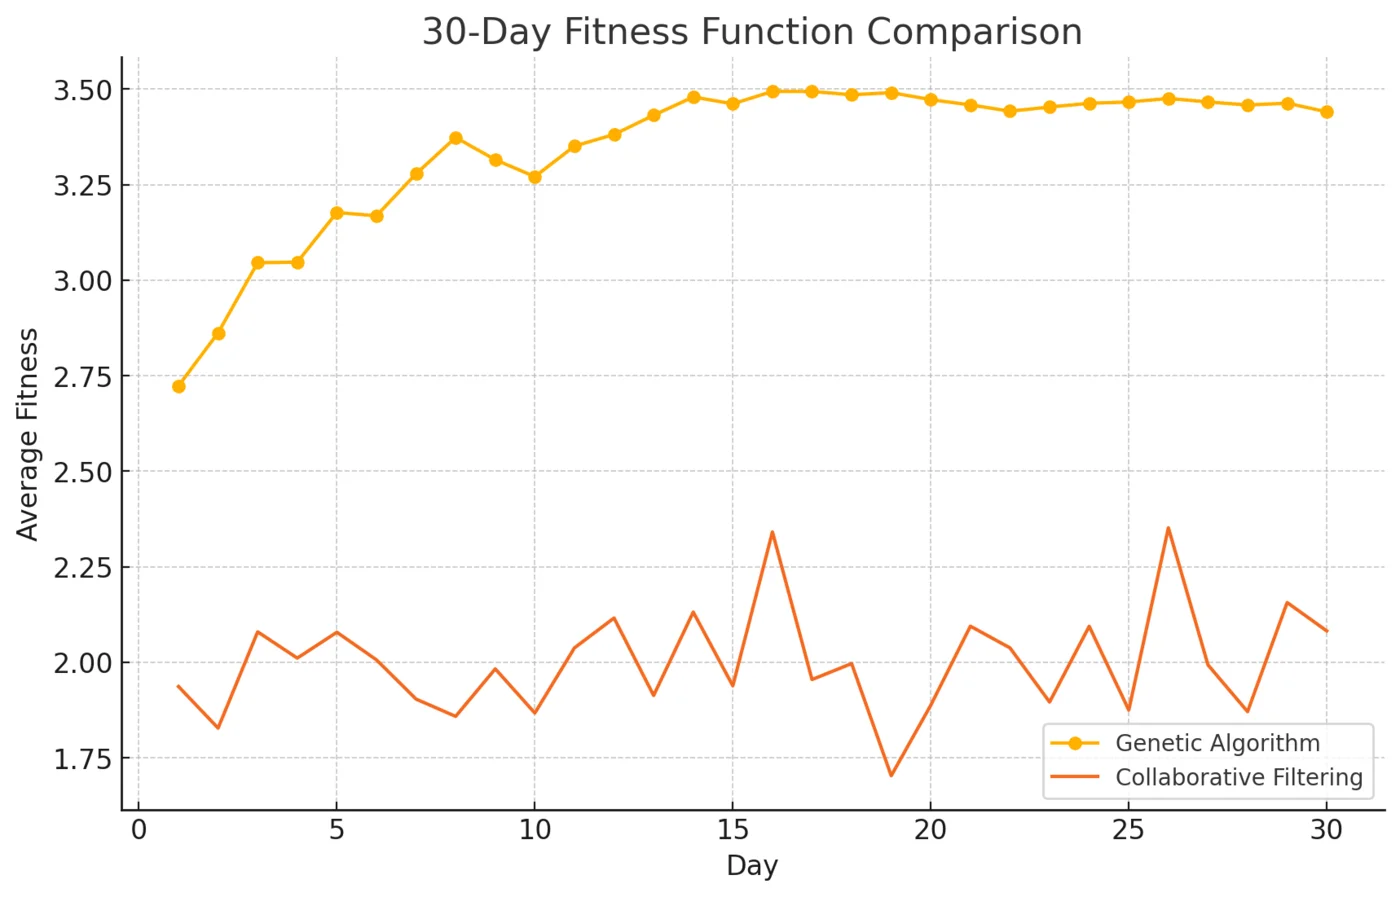 30-Day Fitness Function Comparison
Average Fitness
3.50
3.25
3.00
2.75
2.50
2.25
2.00
1.75
0 5 10 15 20 25 30
Day
Genetic Algorithm
Collaborative Filtering